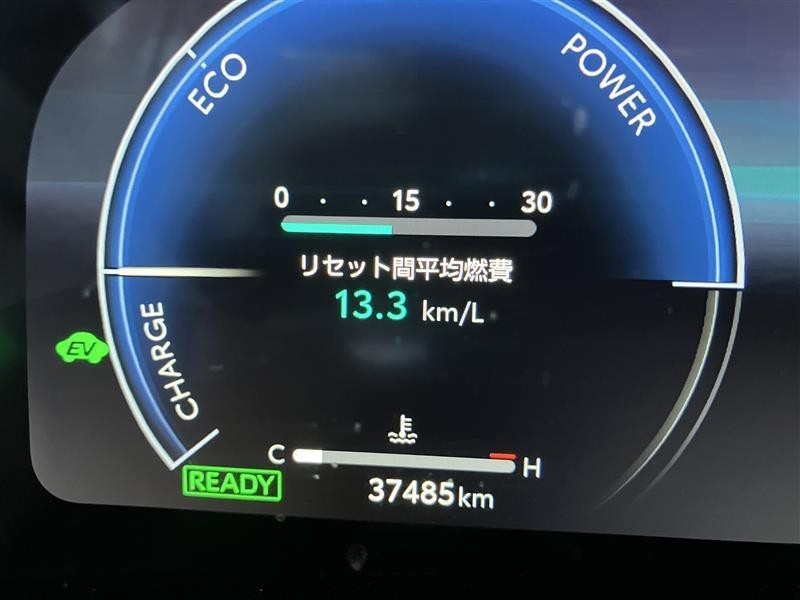 ECO
POWER
0 · · 15 · · 30
リセット間平均燃費
13.3 km/L
CHARGE
EV
C H
READY
37485km